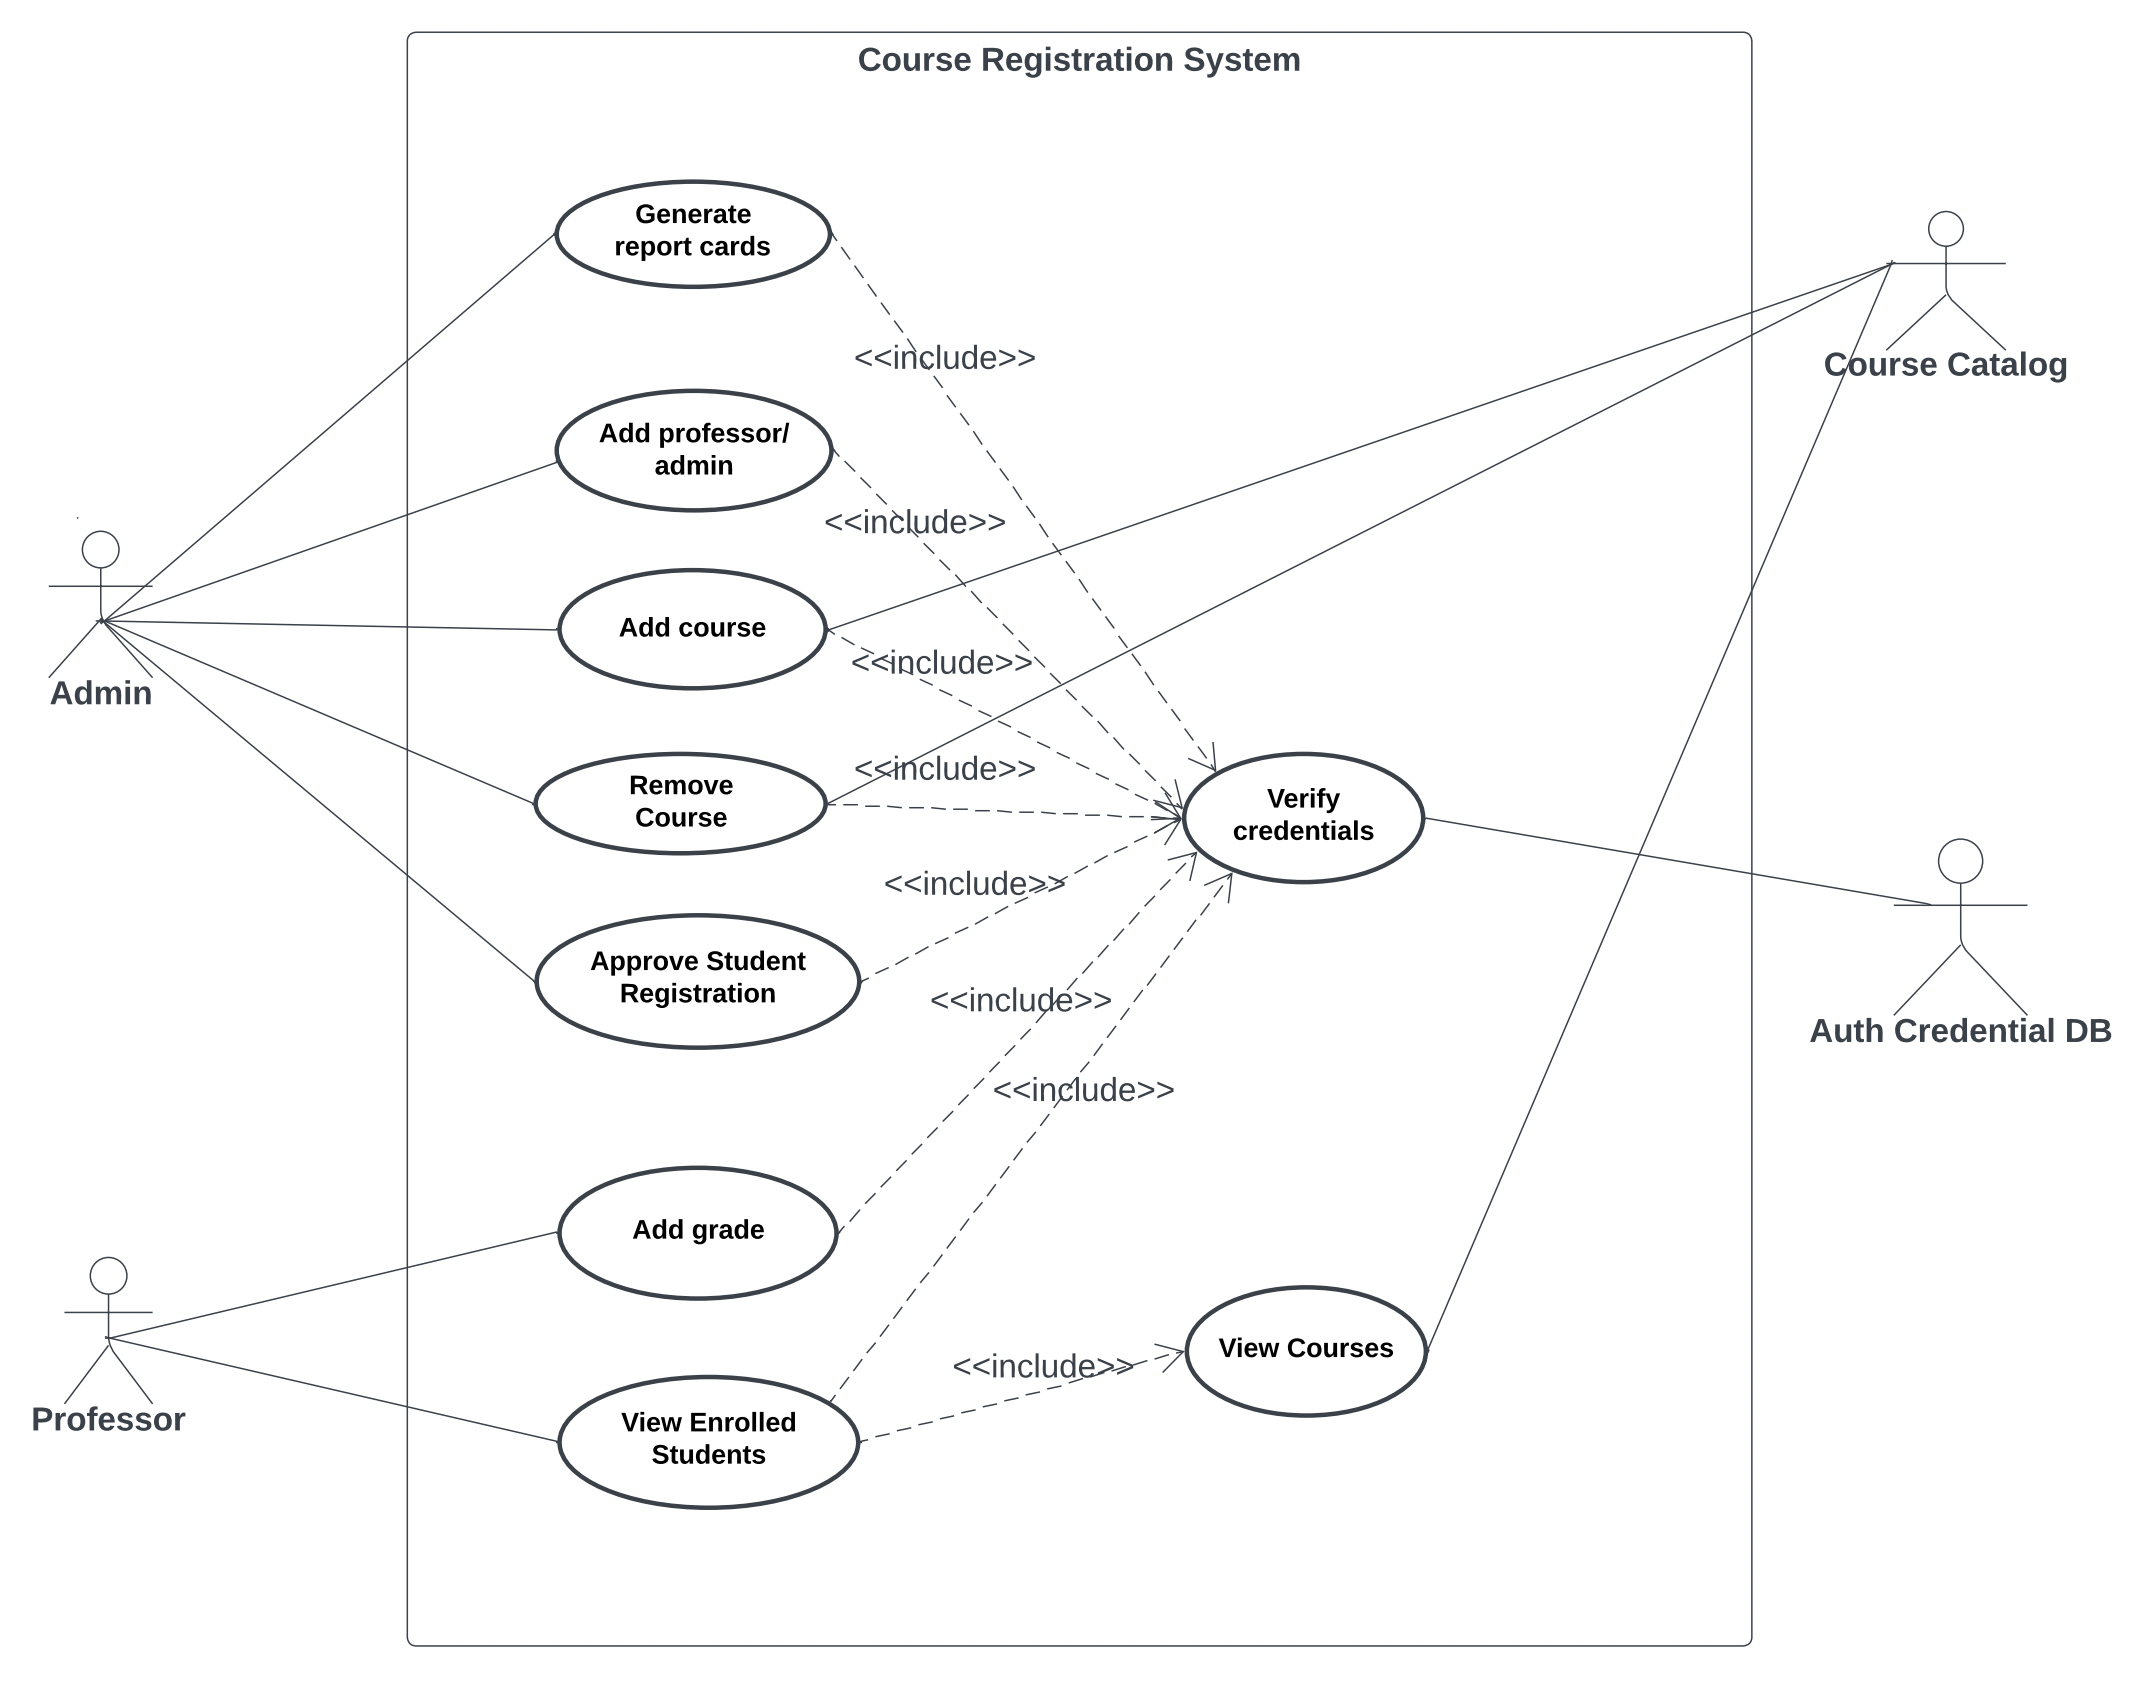 Course Registration System
Generate
report cards
<<include>>
Course Catalog
Add professor/
admin
<<include>>
Add course
<<include>>
Admin
Remove
Course
<<include>>
Verify
credentials
<<include>>
Approve Student
Registration
<<include>>
Auth Credential DB
<<include>>
Add grade
View Courses
<<include>>
Professor
View Enrolled
Students